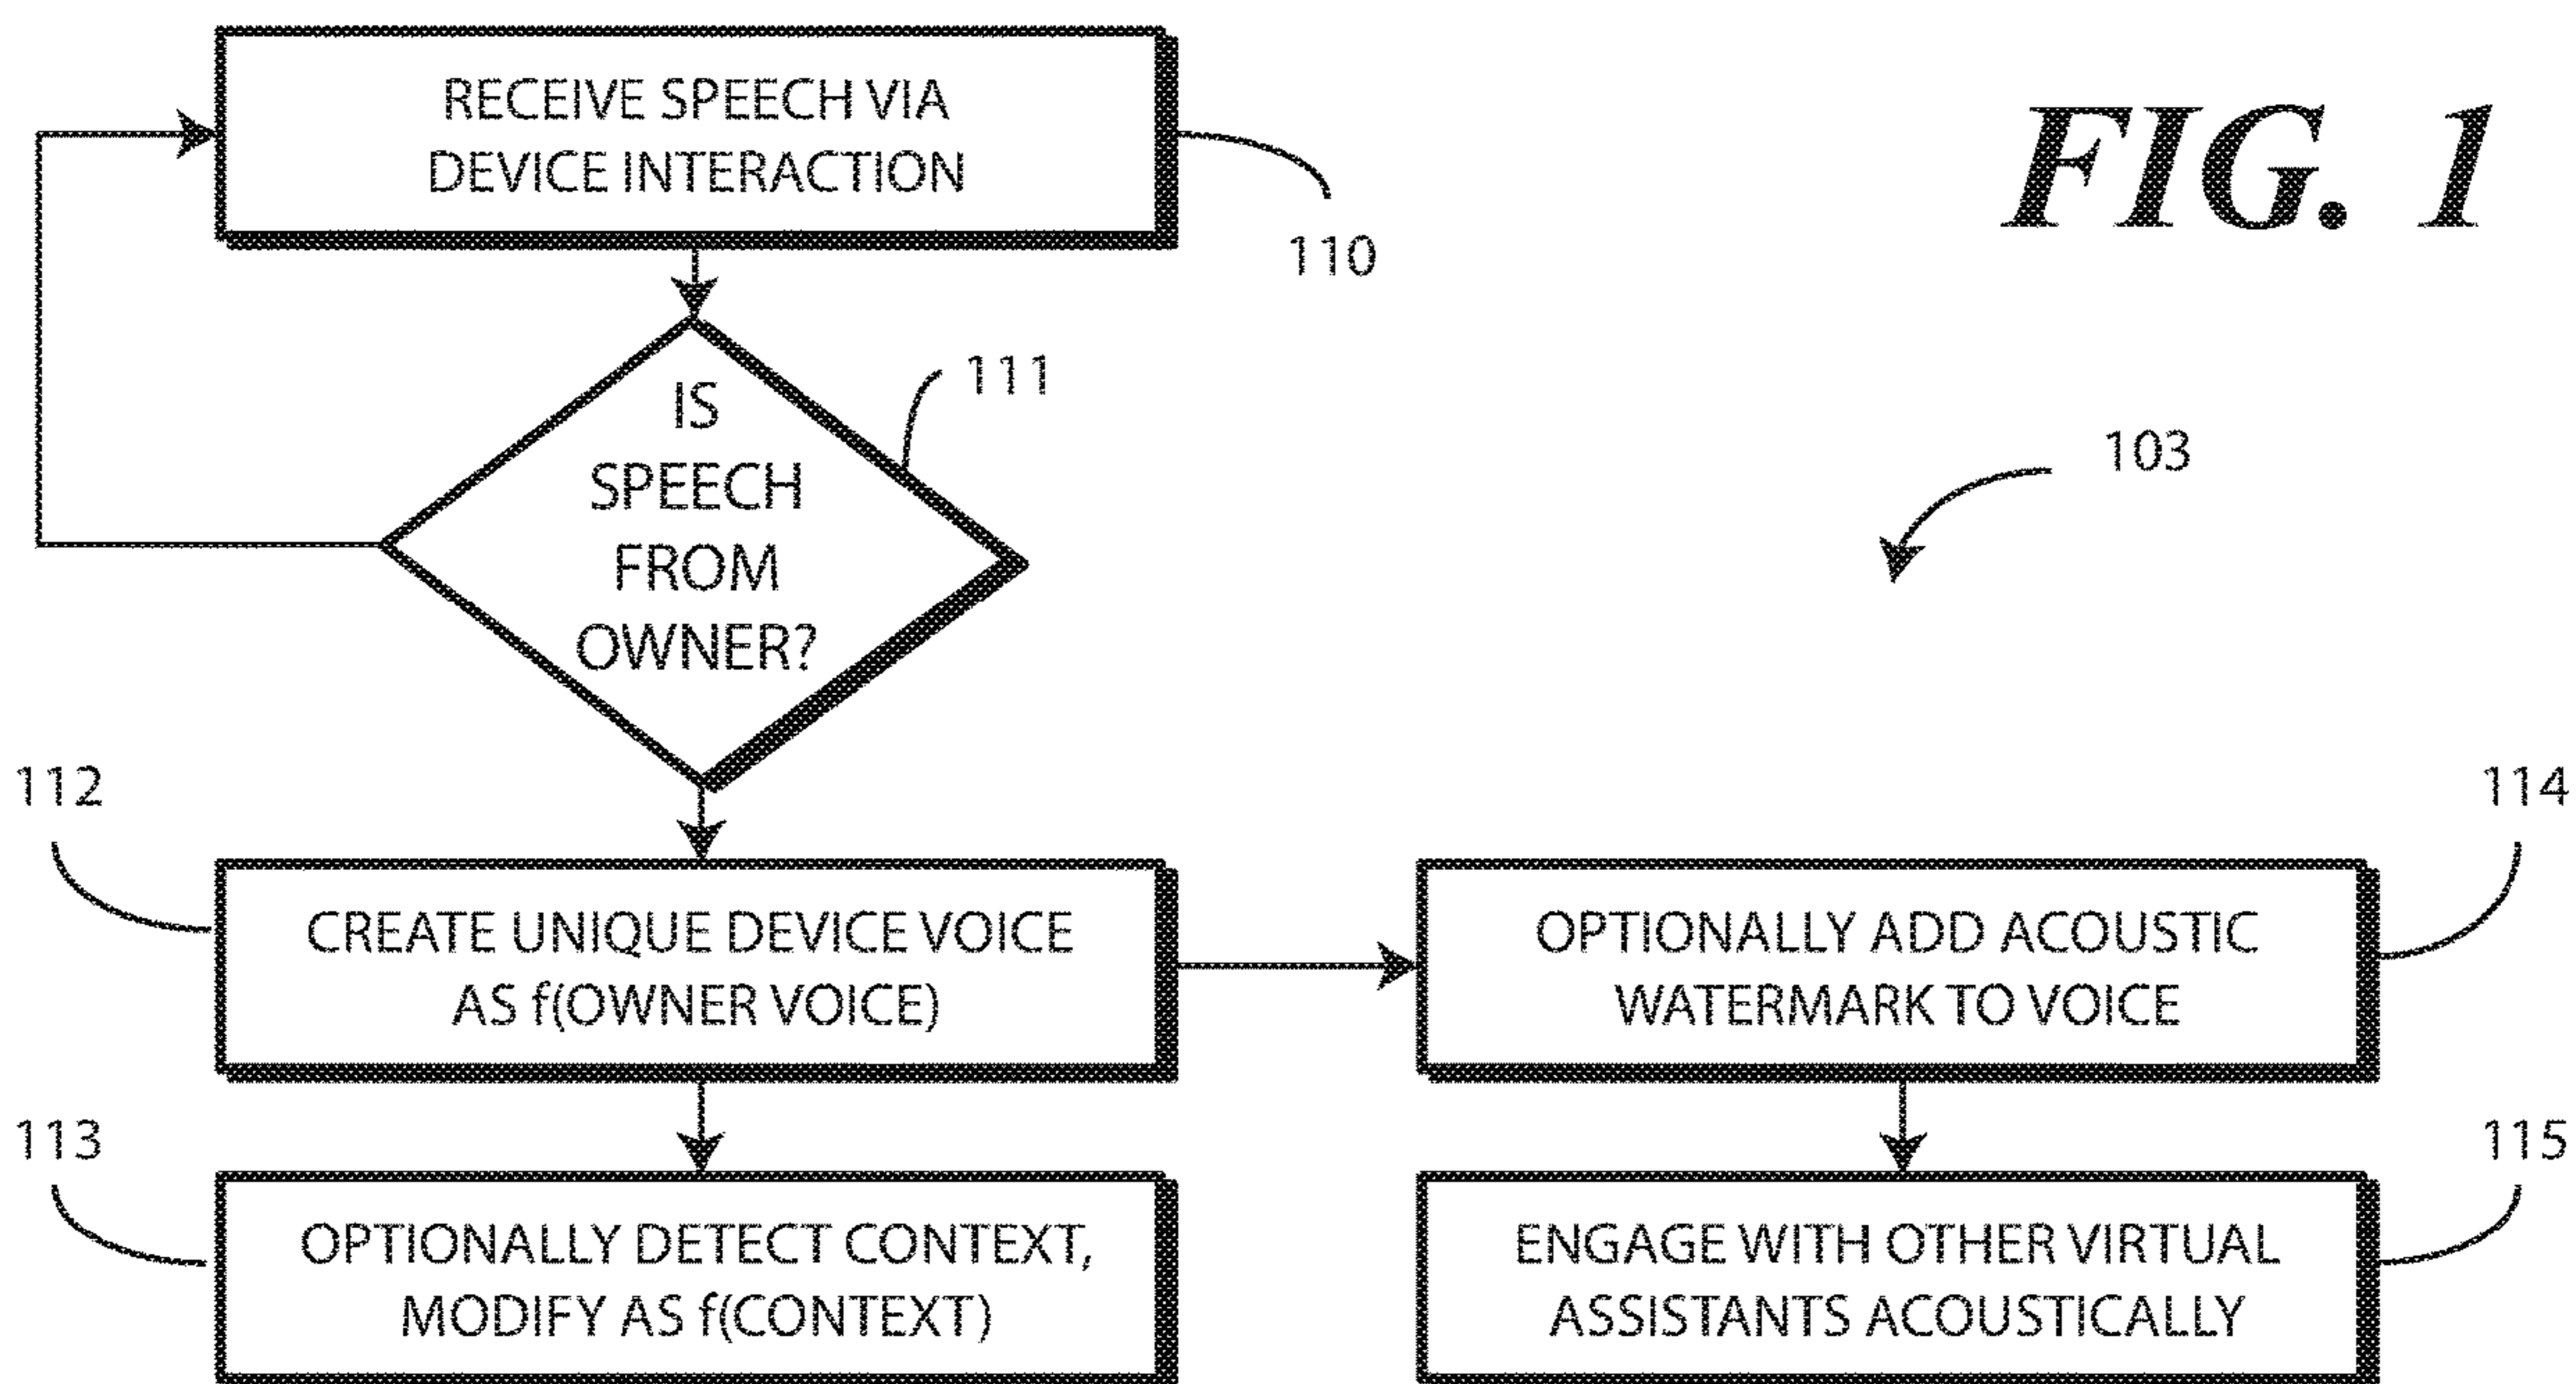 FIG. 1
RECEIVE SPEECH VIA
DEVICE INTERACTION
110
IS
SPEECH
FROM
OWNER?
111
103
112
CREATE UNIQUE DEVICE VOICE
AS f(OWNER VOICE)
114
OPTIONALLY ADD ACOUSTIC
WATERMARK TO VOICE
113
OPTIONALLY DETECT CONTEXT,
MODIFY AS f(CONTEXT)
115
ENGAGE WITH OTHER VIRTUAL
ASSISTANTS ACOUSTICALLY